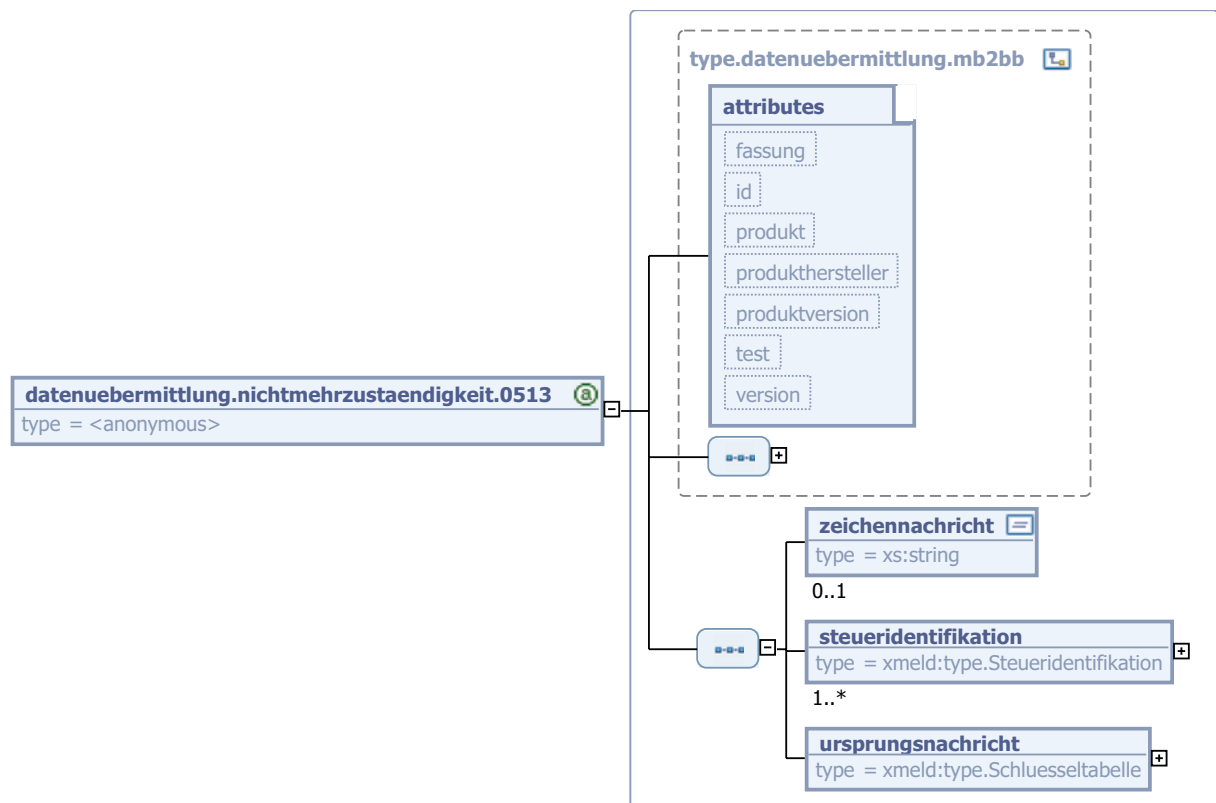 type.datenuebermittlung.mb2bb
attributes
fassung
id
produkt
produkthersteller
produktversion
test
version
datenuebermittlung.nichtmehrzustaendigkeit.0513
type = <anonymous>
zeichennachricht
type = xs:string
0..1
steueridentifikation
type = xmeld:type.Steueridentifikation
1..*
ursprungsnachricht
type = xmeld:type.Schluesseltabelle